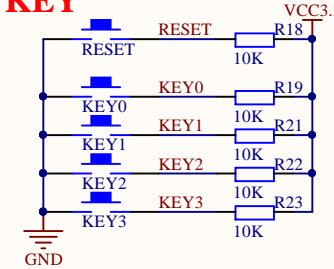 KEY
VCC3.
RESET R18
RESET
10K
KEY0 R19
KEY0
10K
KEY1 R21
KEY1
10K
KEY2 R22
KEY2
10K
KEY3 R23
KEY3
10K
GND